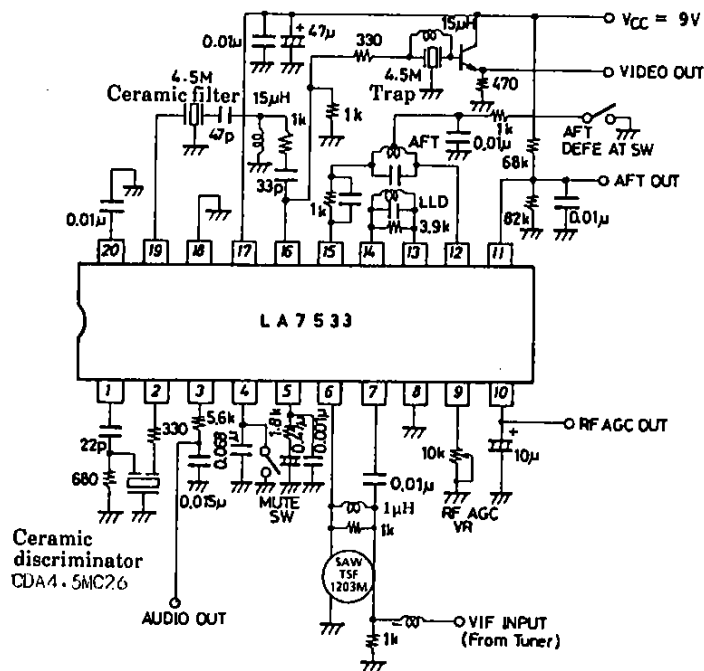 VCC = 9V
0.01μ
47μ
+
15μH
330
4.5M
Trap
470
VIDEO OUT
4.5M
Ceramic filter
15μH
47p
1k
33p
1k
AFT
0.01μ
1k
AFT
DEFEAT SW
68k
AFT OUT
82k
0.01μ
0.01μ
1k
LLD
3.9k
20 19 18 17 16 15 14 13 12 11
LA7533
1 2 3 4 5 6 7 8 9 10
22p
680
330
5.6k
0.015μ
0.068μ
MUTE
SW
1.8k
0.47μ
0.001μ
0.01μ
1μH
1k
SAW
TSF
1203M
10k
RF AGC
VR
+
10μ
RF AGC OUT
Ceramic
discriminator
CDA4.5MC26
AUDIO OUT
1k
VIF INPUT
(From Tuner)